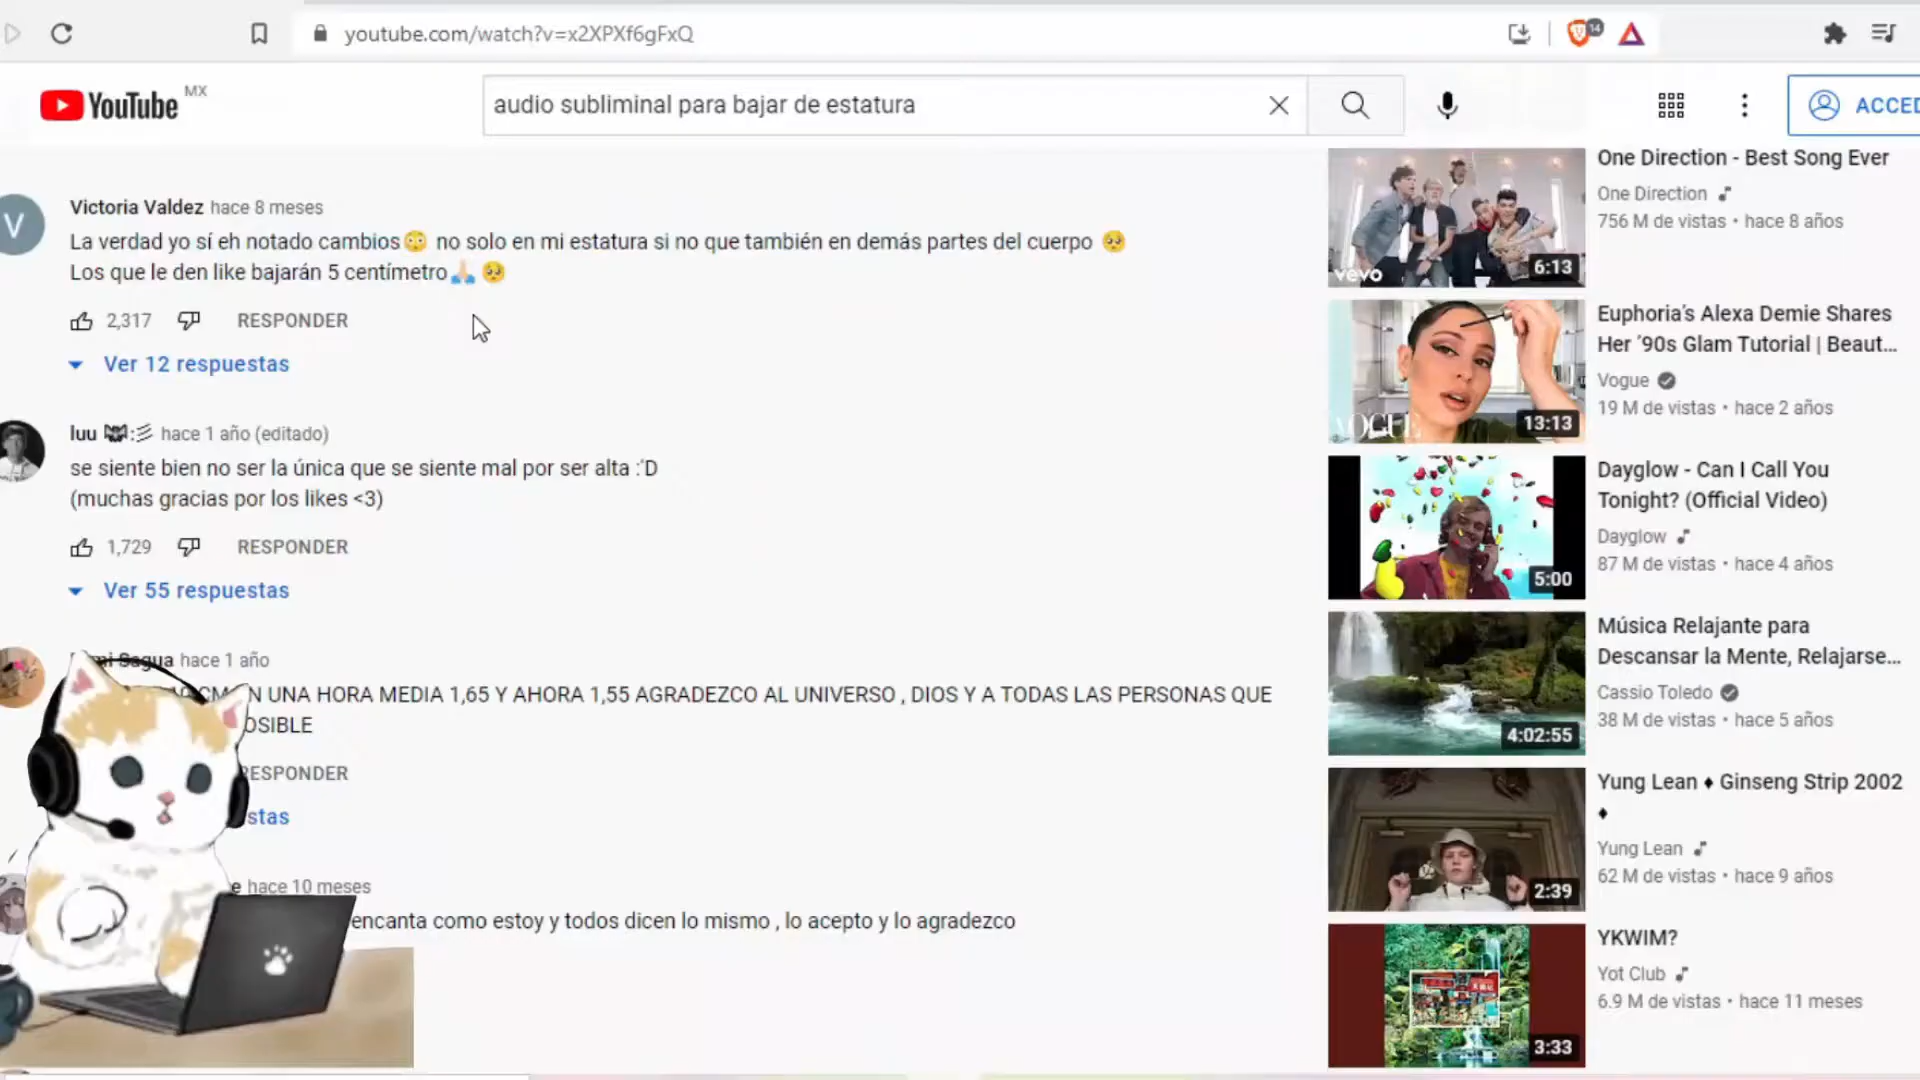 youtube.com/watch?v=x2XPXf6gFxQ
14
YouTube MX
audio subliminal para bajar de estatura
ACCED
V
Victoria Valdez hace 8 meses
La verdad yo sí eh notado cambios😳 no solo en mi estatura si no que también en demás partes del cuerpo 🥺
Los que le den like bajarán 5 centímetro🙏🏻🥺
2,317 RESPONDER
Ver 12 respuestas
luu hace 1 año (editado)
se siente bien no ser la única que se siente mal por ser alta :'D
(muchas gracias por los likes <3)
1,729 RESPONDER
Ver 55 respuestas
Sagua hace 1 año
CM N UNA HORA MEDIA 1,65 Y AHORA 1,55 AGRADEZCO AL UNIVERSO , DIOS Y A TODAS LAS PERSONAS QUE
OSIBLE
RESPONDER
stas
e hace 10 meses
encanta como estoy y todos dicen lo mismo , lo acepto y lo agradezco
vevo
6:13
One Direction - Best Song Ever
One Direction
756 M de vistas • hace 8 años
VOGUE
13:13
Euphoria's Alexa Demie Shares
Her '90s Glam Tutorial | Beaut...
Vogue
19 M de vistas • hace 2 años
5:00
Dayglow - Can I Call You
Tonight? (Official Video)
Dayglow
87 M de vistas • hace 4 años
4:02:55
Música Relajante para
Descansar la Mente, Relajarse...
Cassio Toledo
38 M de vistas • hace 5 años
2:39
Yung Lean ♦ Ginseng Strip 2002
♦
Yung Lean
62 M de vistas • hace 9 años
3:33
YKWIM?
Yot Club
6.9 M de vistas • hace 11 meses